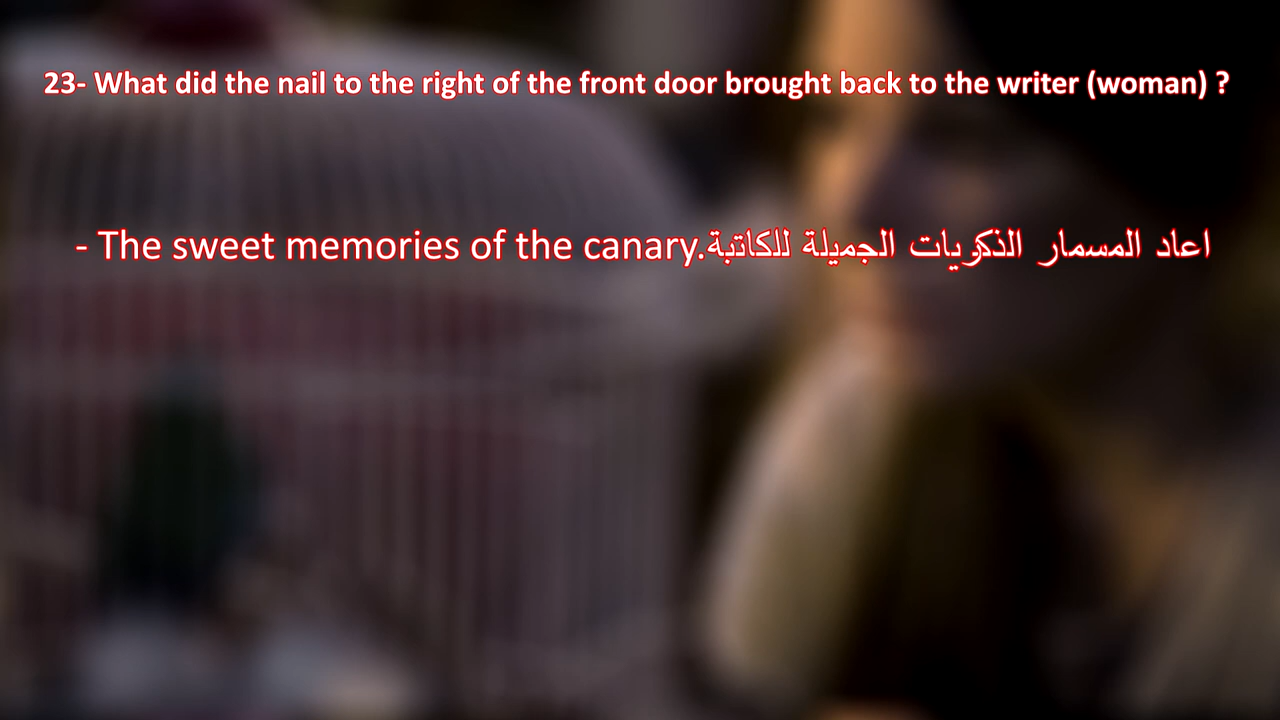 23- What did the nail to the right of the front door brought back to the writer (woman) ?
- The sweet memories of the canary.اعاد المسمار الذكريات الجميلة للكاتبة